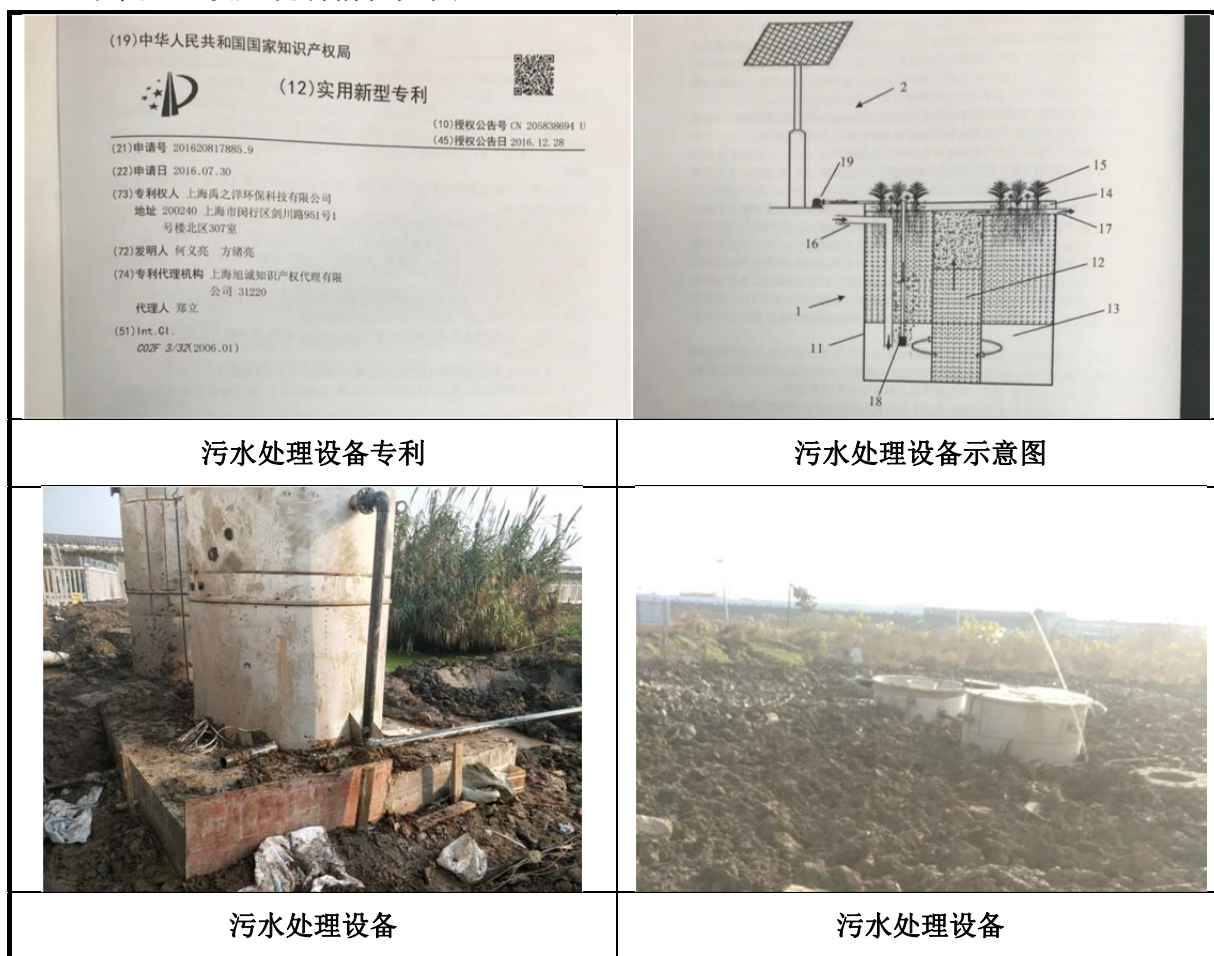 (19)中华人民共和国国家知识产权局
(12)实用新型专利
(10)授权公告号 CN 205838694 U
(45)授权公告日 2016.12.28
(21)申请号 201620817885.9
(22)申请日 2016.07.30
(73)专利权人 上海禹之洋环保科技有限公司
地址 200240 上海市闵行区剑川路951号1
号楼北区307室
(72)发明人 何义亮 方绪亮
(74)专利代理机构 上海旭诚知识产权代理有限
公司 31220
代理人 郑立
(51)Int.Cl.
C02F 3/32(2006.01)
2
19
15
14
17
16
12
1
13
11
18
污水处理设备专利
污水处理设备示意图
污水处理设备
污水处理设备